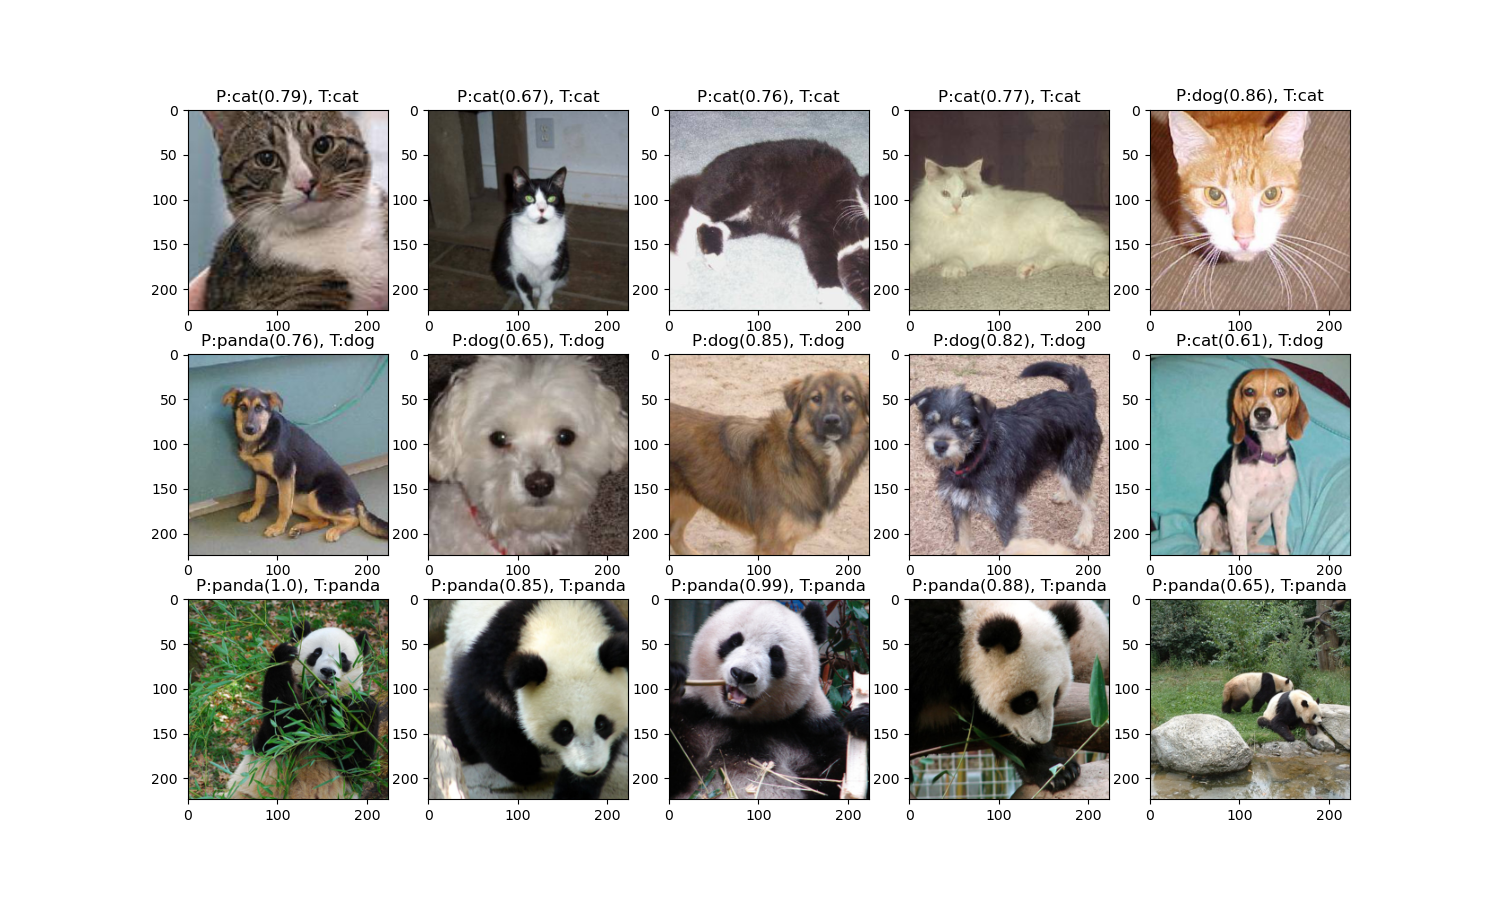 P:cat(0.79), T:cat
P:cat(0.67), T:cat
P:cat(0.76), T:cat
P:cat(0.77), T:cat
P:dog(0.86), T:cat
0
50
100
150
200
0 100 200
0
50
100
150
200
0 100 200
0
50
100
150
200
0 100 200
0
50
100
150
200
0 100 200
0
50
100
150
200
0 100 200
P:panda(0.76), T:dog
P:dog(0.65), T:dog
P:dog(0.85), T:dog
P:dog(0.82), T:dog
P:cat(0.61), T:dog
0
50
100
150
200
0 100 200
0
50
100
150
200
0 100 200
0
50
100
150
200
0 100 200
0
50
100
150
200
0 100 200
0
50
100
150
200
0 100 200
P:panda(1.0), T:panda
P:panda(0.85), T:panda
P:panda(0.99), T:panda
P:panda(0.88), T:panda
P:panda(0.65), T:panda
0
50
100
150
200
0 100 200
0
50
100
150
200
0 100 200
0
50
100
150
200
0 100 200
0
50
100
150
200
0 100 200
0
50
100
150
200
0 100 200